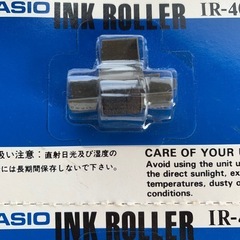 ASIO INK ROLLER IR-40
CARE OF YOUR
扱い注意：直射日光及び湿度の
には長期間保存しないで下さい。
Avoid using the unit u
the direct sunlight, ex
temperatures, dusty c
conditions.
ASIO INK ROLLER IR-4